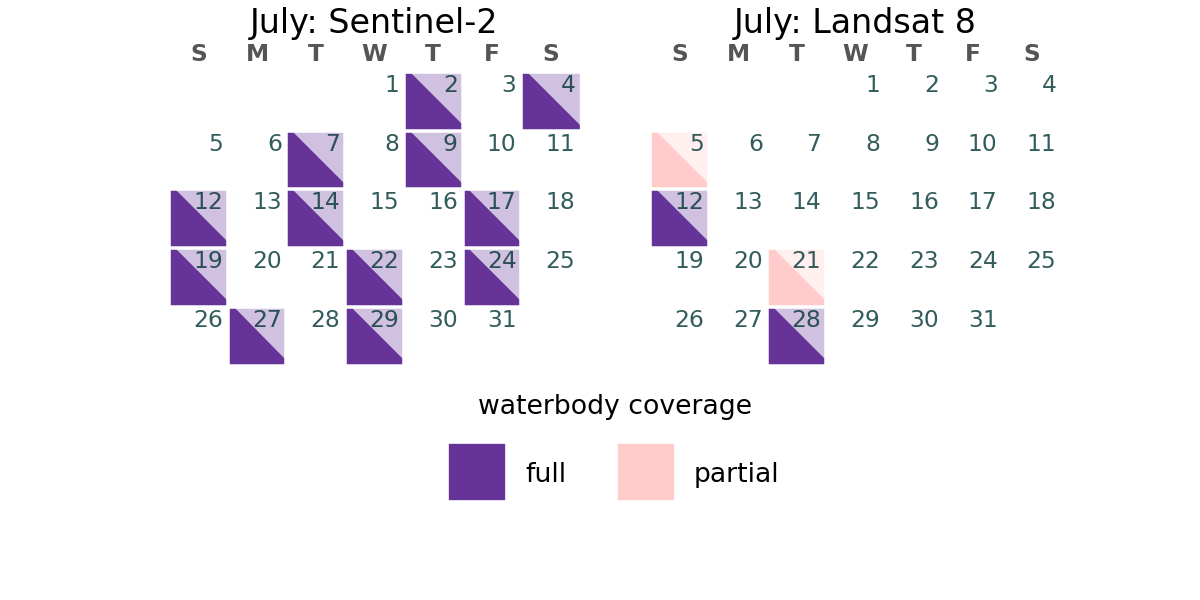 July: Sentinel-2
S M T W T F S
1 2 3 4
5 6 7 8 9 10 11
12 13 14 15 16 17 18
19 20 21 22 23 24 25
26 27 28 29 30 31
July: Landsat 8
S M T W T F S
1 2 3 4
5 6 7 8 9 10 11
12 13 14 15 16 17 18
19 20 21 22 23 24 25
26 27 28 29 30 31
waterbody coverage
full
partial